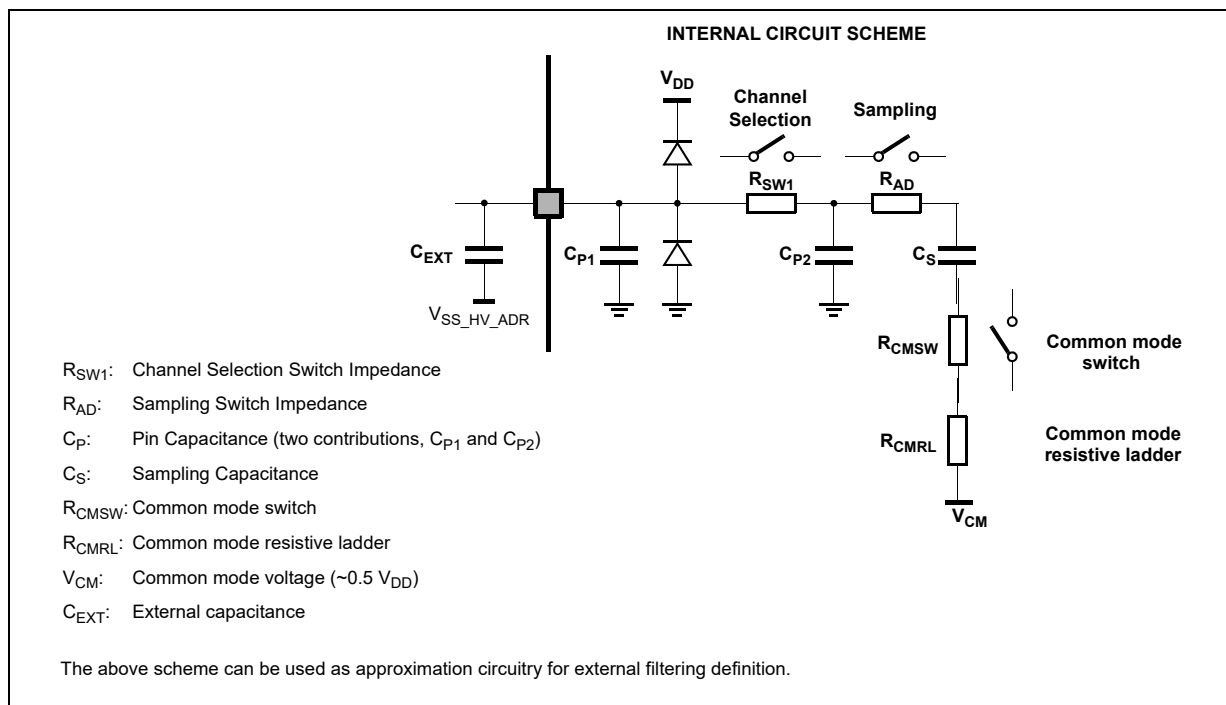 INTERNAL CIRCUIT SCHEME
VDD
Channel
Selection
Sampling
RSW1
RAD
CEXT
CP1
CP2
CS
VSS_HV_ADR
RCMSW
Common mode
switch
RCMRL
Common mode
resistive ladder
VCM
RSW1: Channel Selection Switch Impedance
RAD: Sampling Switch Impedance
CP: Pin Capacitance (two contributions, CP1 and CP2)
CS: Sampling Capacitance
RCMSW: Common mode switch
RCMRL: Common mode resistive ladder
VCM: Common mode voltage (~0.5 VDD)
CEXT: External capacitance
The above scheme can be used as approximation circuitry for external filtering definition.